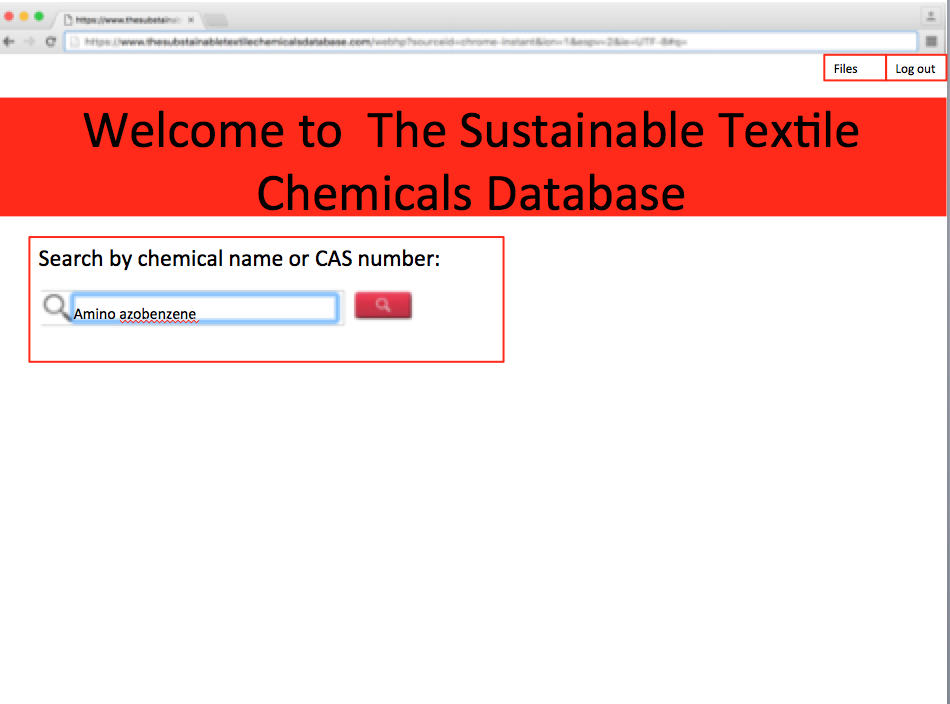 https://www.thesubstain
https://www.thesubstainabletextilechemicalsdatabase.com/webhp?sourceid=chrome-instant&ion=1&espv=2&ie=UTF-8#q=
Files
Log out
Welcome to The Sustainable Textile
Chemicals Database
Search by chemical name or CAS number:
Amino azobenzene